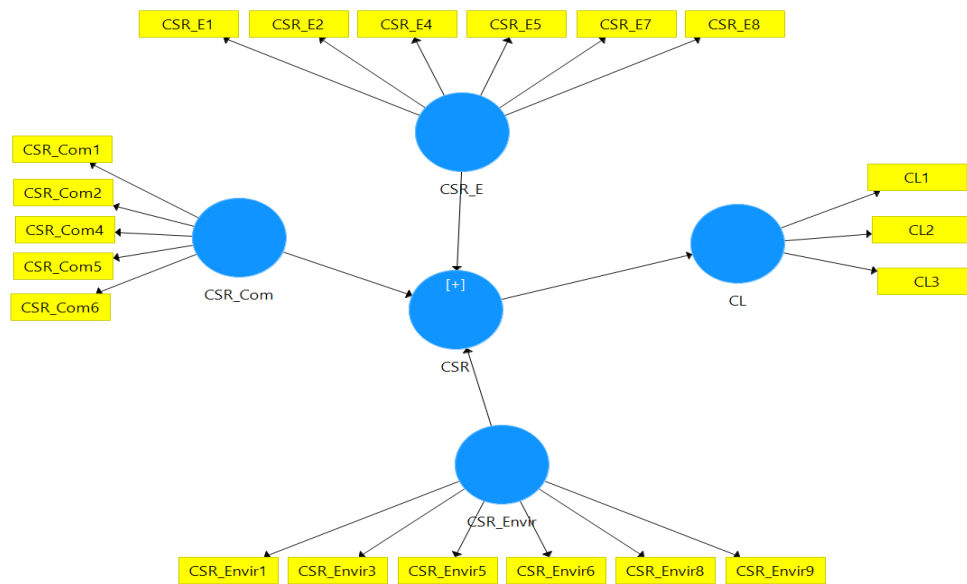 CSR_E1
CSR_E2
CSR_E4
CSR_E5
CSR_E7
CSR_E8
CSR_E
CSR_Com1
CSR_Com2
CSR_Com4
CSR_Com5
CSR_Com6
CSR_Com
[+]
CSR
CL1
CL2
CL3
CL
CSR_Envir
CSR_Envir1
CSR_Envir3
CSR_Envir5
CSR_Envir6
CSR_Envir8
CSR_Envir9